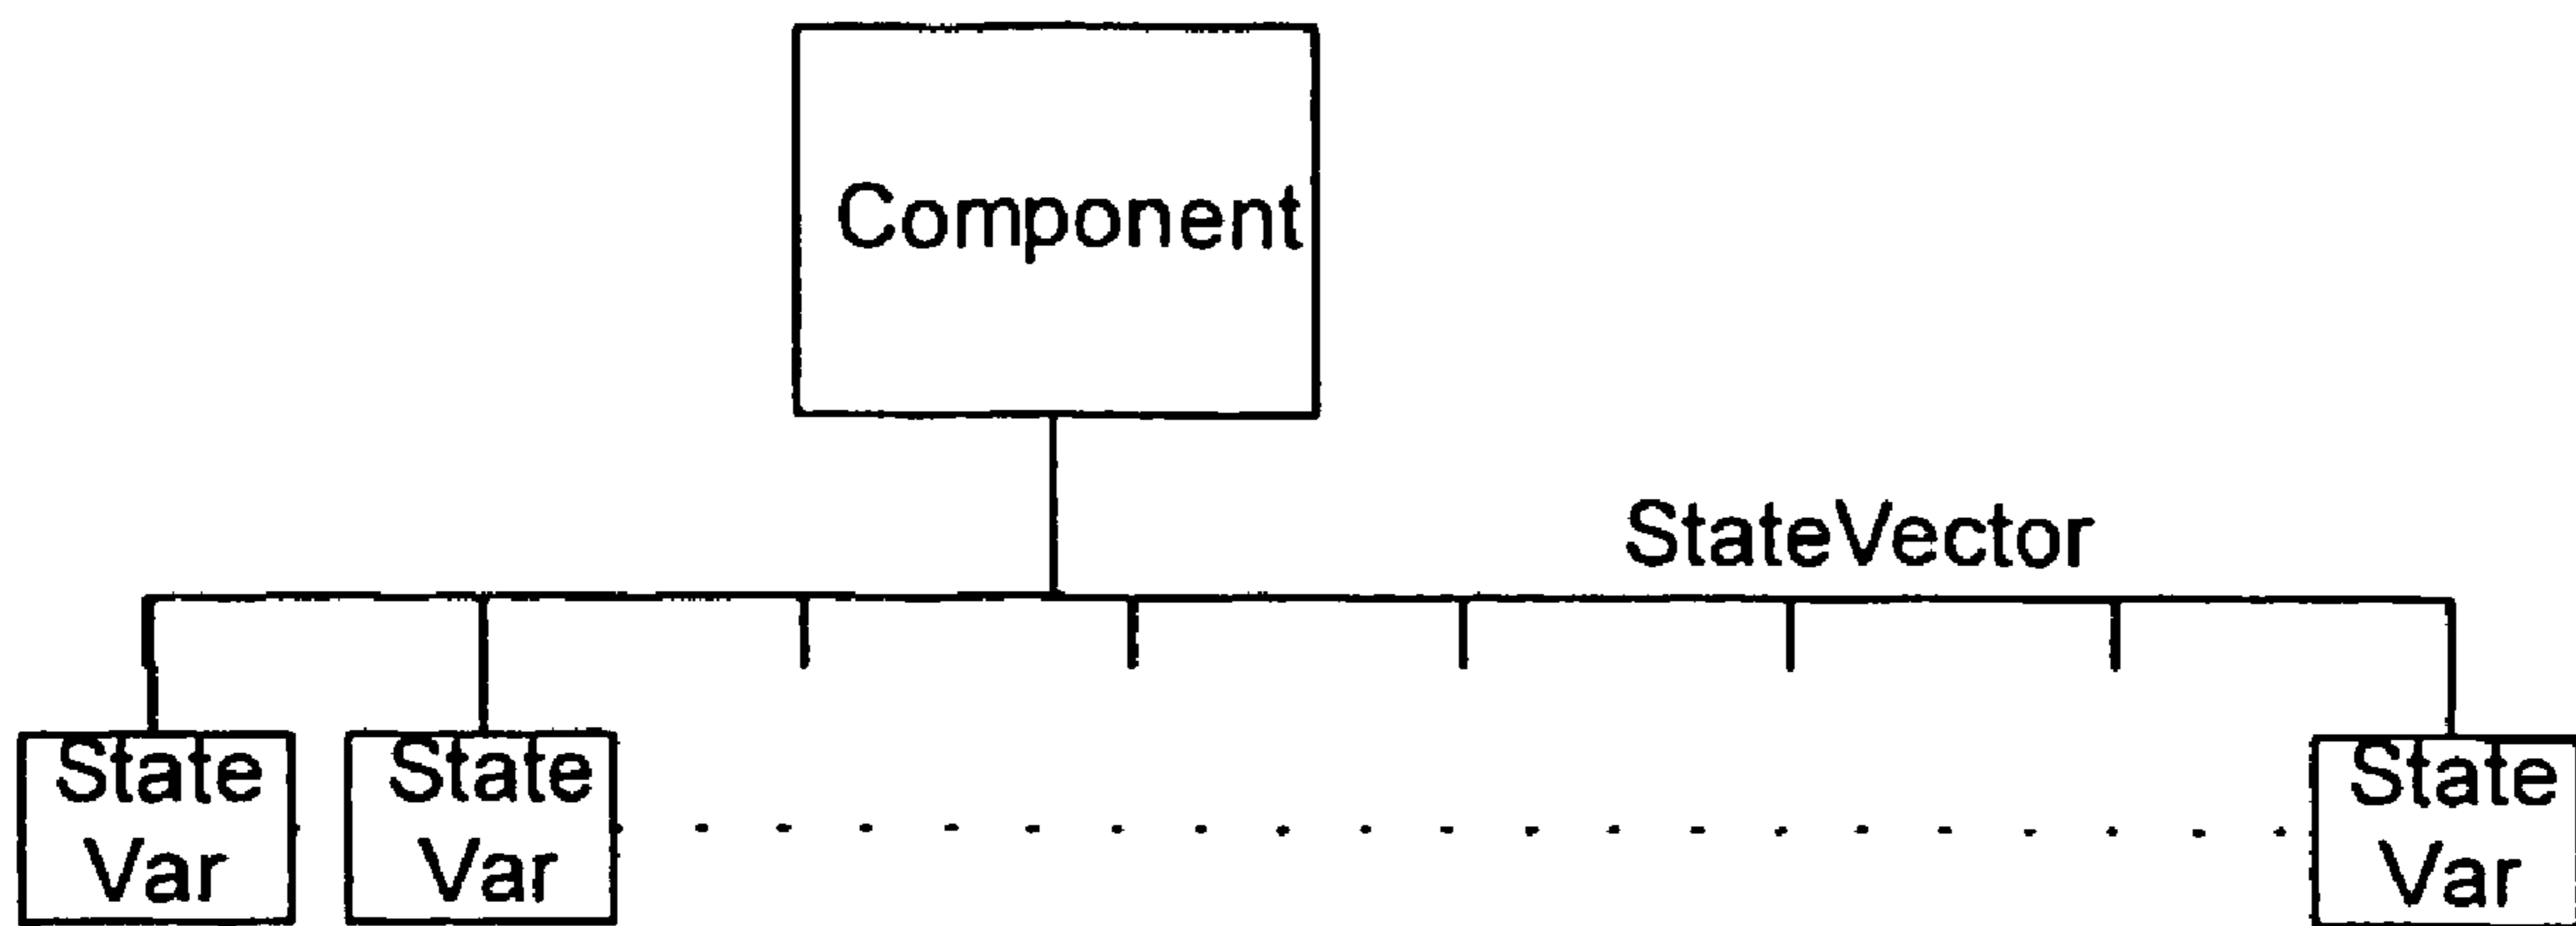 Component
StateVector
State
Var
State
Var
State
Var